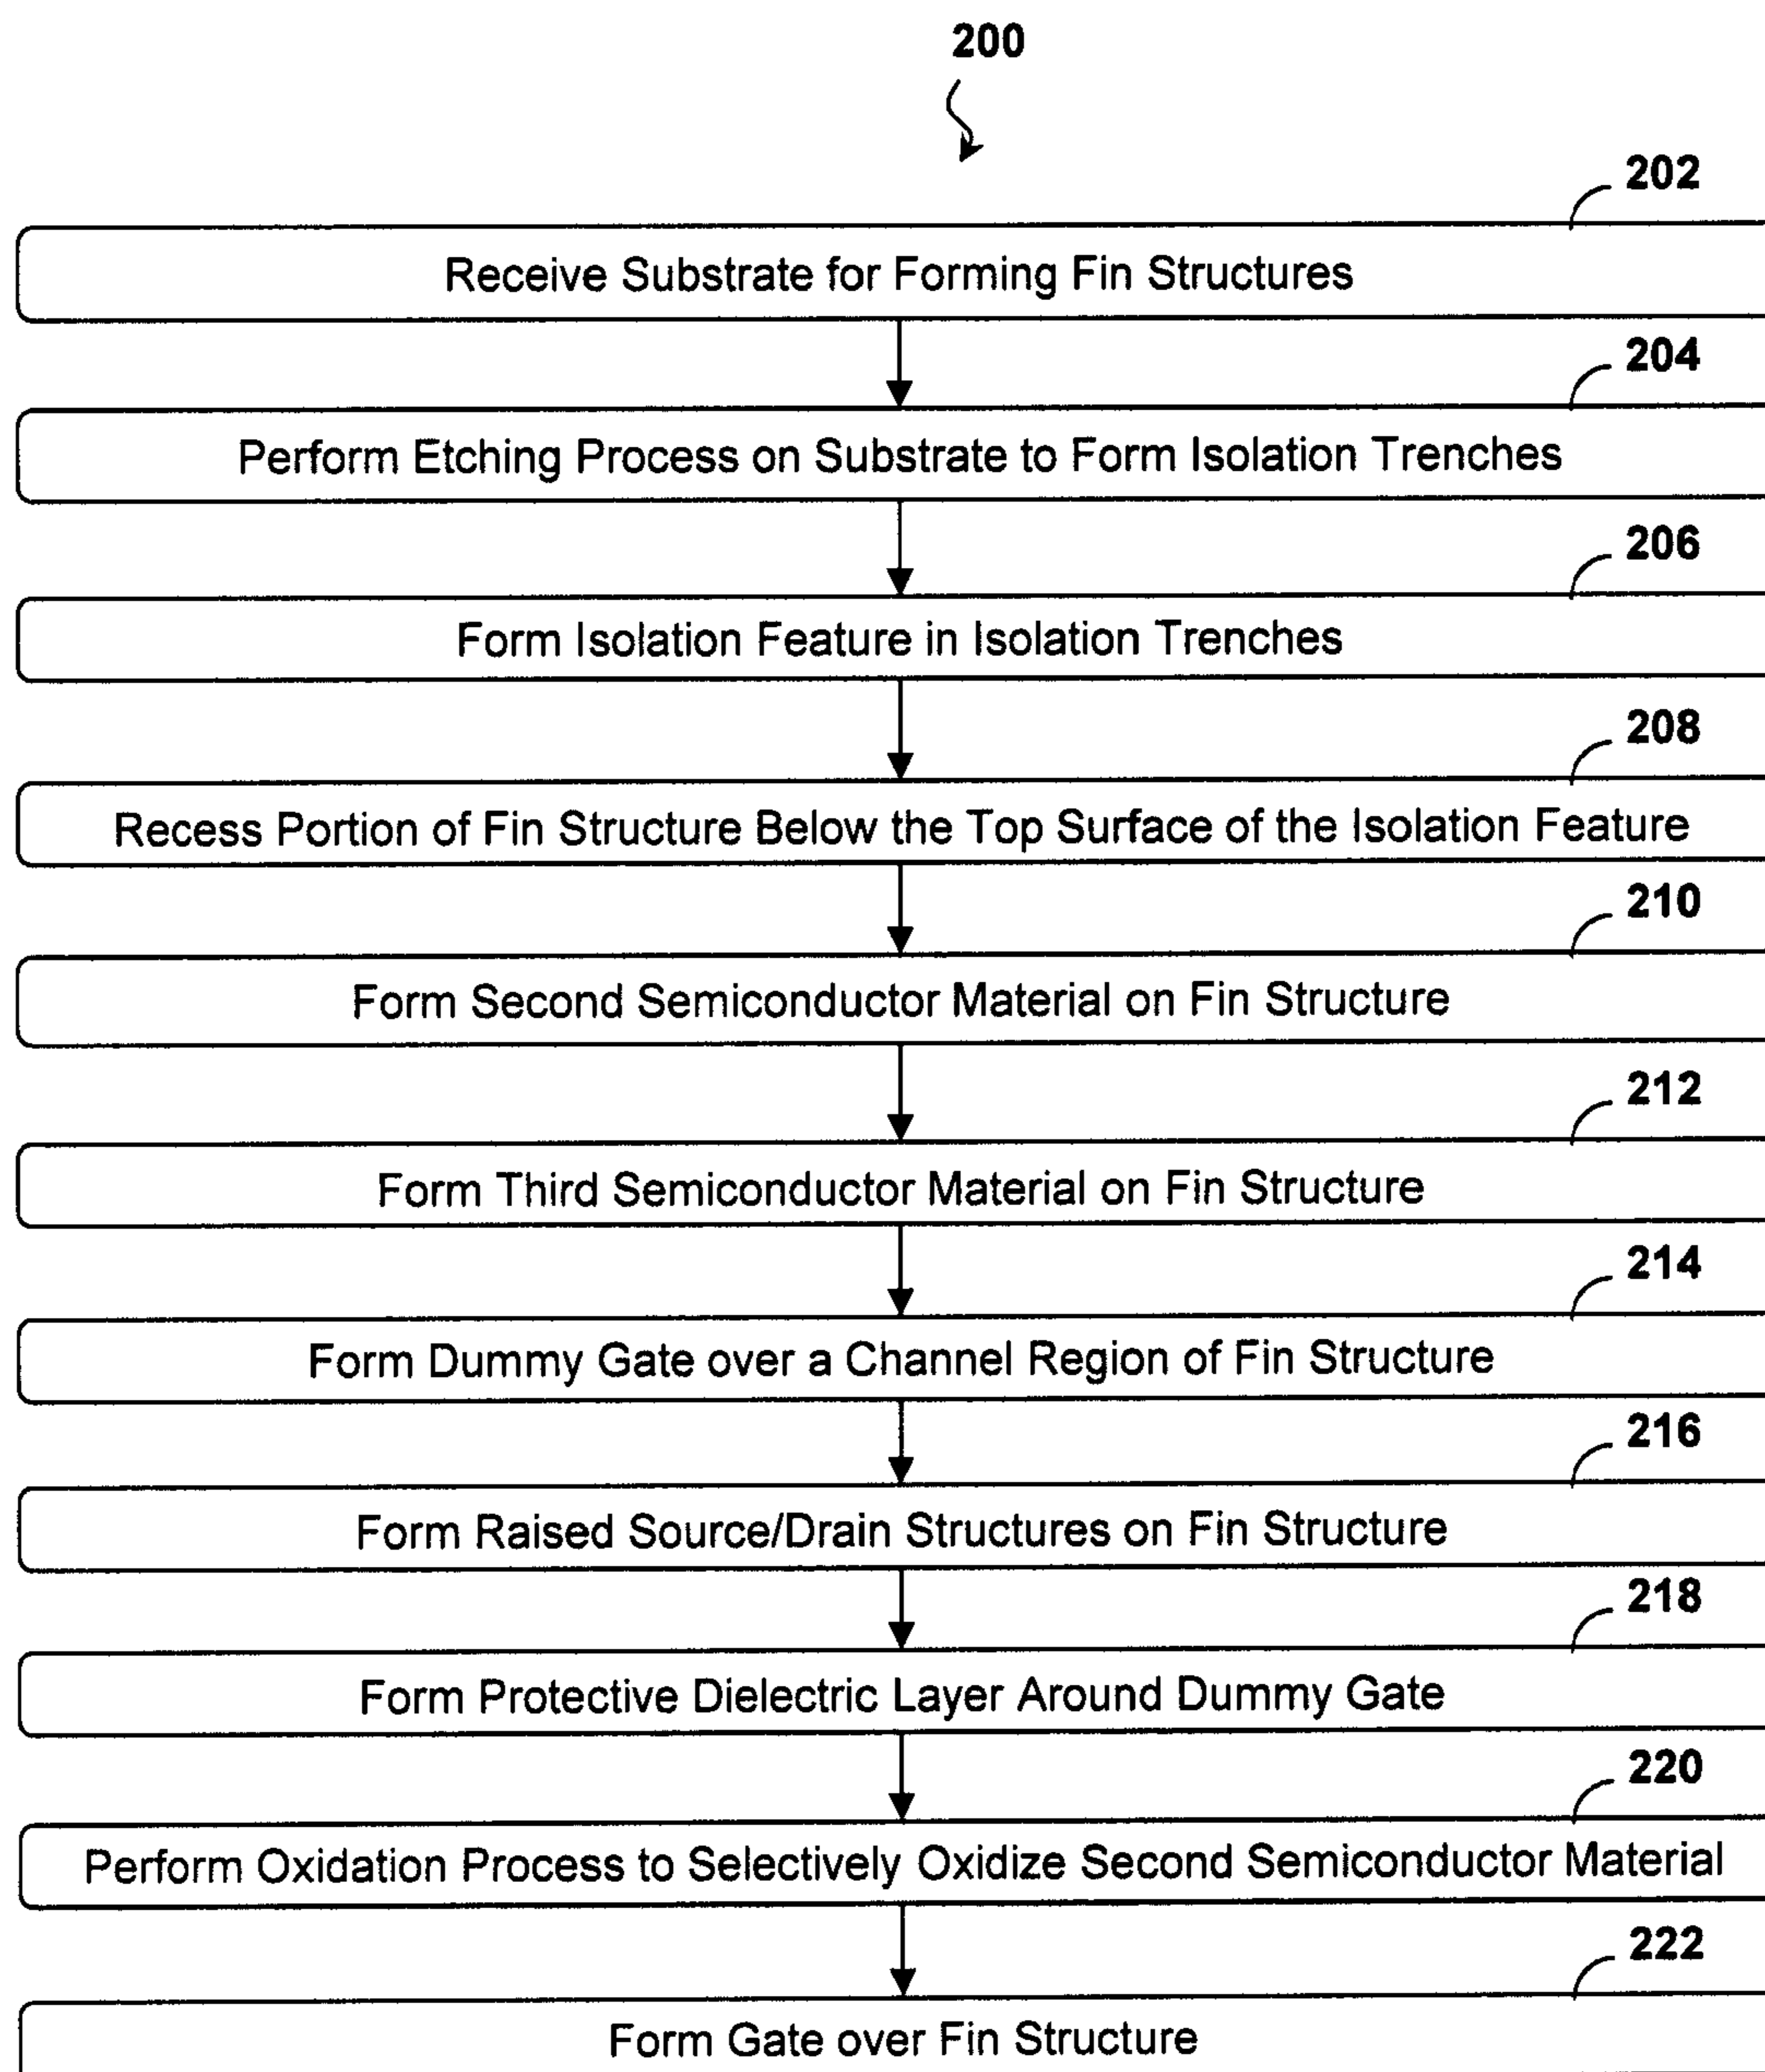 200
202
Receive Substrate for Forming Fin Structures
204
Perform Etching Process on Substrate to Form Isolation Trenches
206
Form Isolation Feature in Isolation Trenches
208
Recess Portion of Fin Structure Below the Top Surface of the Isolation Feature
210
Form Second Semiconductor Material on Fin Structure
212
Form Third Semiconductor Material on Fin Structure
214
Form Dummy Gate over a Channel Region of Fin Structure
216
Form Raised Source/Drain Structures on Fin Structure
218
Form Protective Dielectric Layer Around Dummy Gate
220
Perform Oxidation Process to Selectively Oxidize Second Semiconductor Material
222
Form Gate over Fin Structure